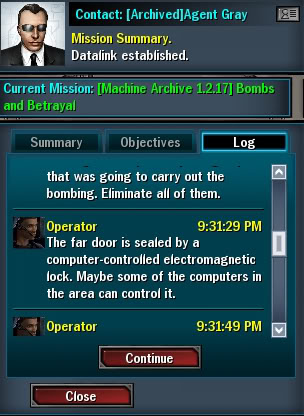 Contact: [Archived]Agent Gray
Mission Summary.
Datalink established.
Current Mission: [Machine Archive 1.2.17] Bombs
and Betrayal
Summary
Objectives
Log
that was going to carry out the
bombing. Eliminate all of them.
Operator 9:31:29 PM
The far door is sealed by a
computer-controlled electromagnetic
lock. Maybe some of the computers in
the area can control it.
Operator 9:31:49 PM
Continue
Close